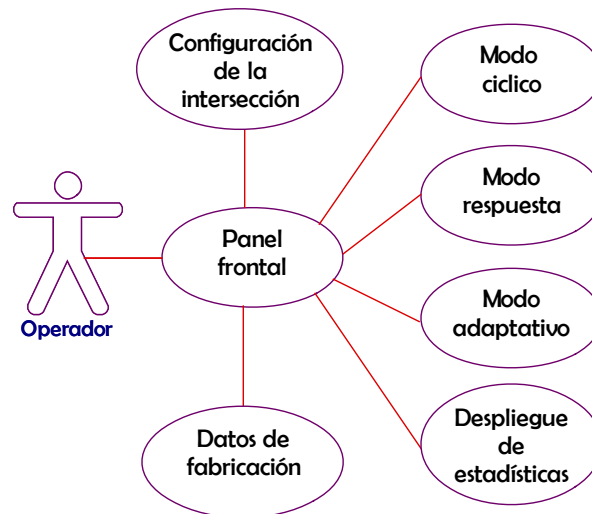 Configuración
de la
intersección
Modo
ciclico
Modo
respuesta
Panel
frontal
Operador
Modo
adaptativo
Datos de
fabricación
Despliegue
de
estadísticas